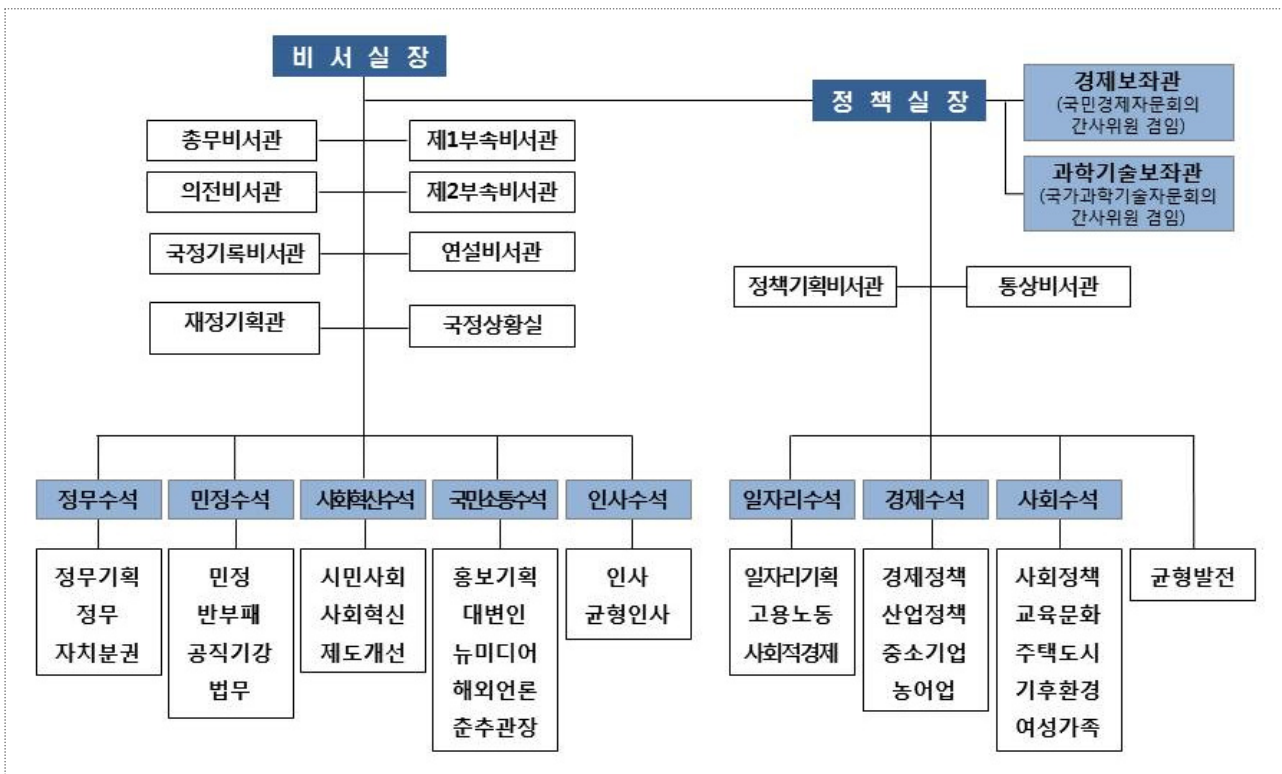 비 서 실 장
정 책 실 장
경제보좌관
(국민경제자문회의
간사위원 겸임)
과학기술보좌관
(국가과학기술자문회의
간사위원 겸임)
총무비서관
제1부속비서관
의전비서관
제2부속비서관
국정기록비서관
연설비서관
재정기획관
국정상황실
정책기획비서관
통상비서관
정무수석
민정수석
사회혁신수석
국민소통수석
인사수석
일자리수석
경제수석
사회수석
정무기획
정무
자치분권
민정
반부패
공직기강
법무
시민사회
사회혁신
제도개선
홍보기획
대변인
뉴미디어
해외언론
춘추관장
인사
균형인사
일자리기획
고용노동
사회적경제
경제정책
산업정책
중소기업
농어업
사회정책
교육문화
주택도시
기후환경
여성가족
균형발전